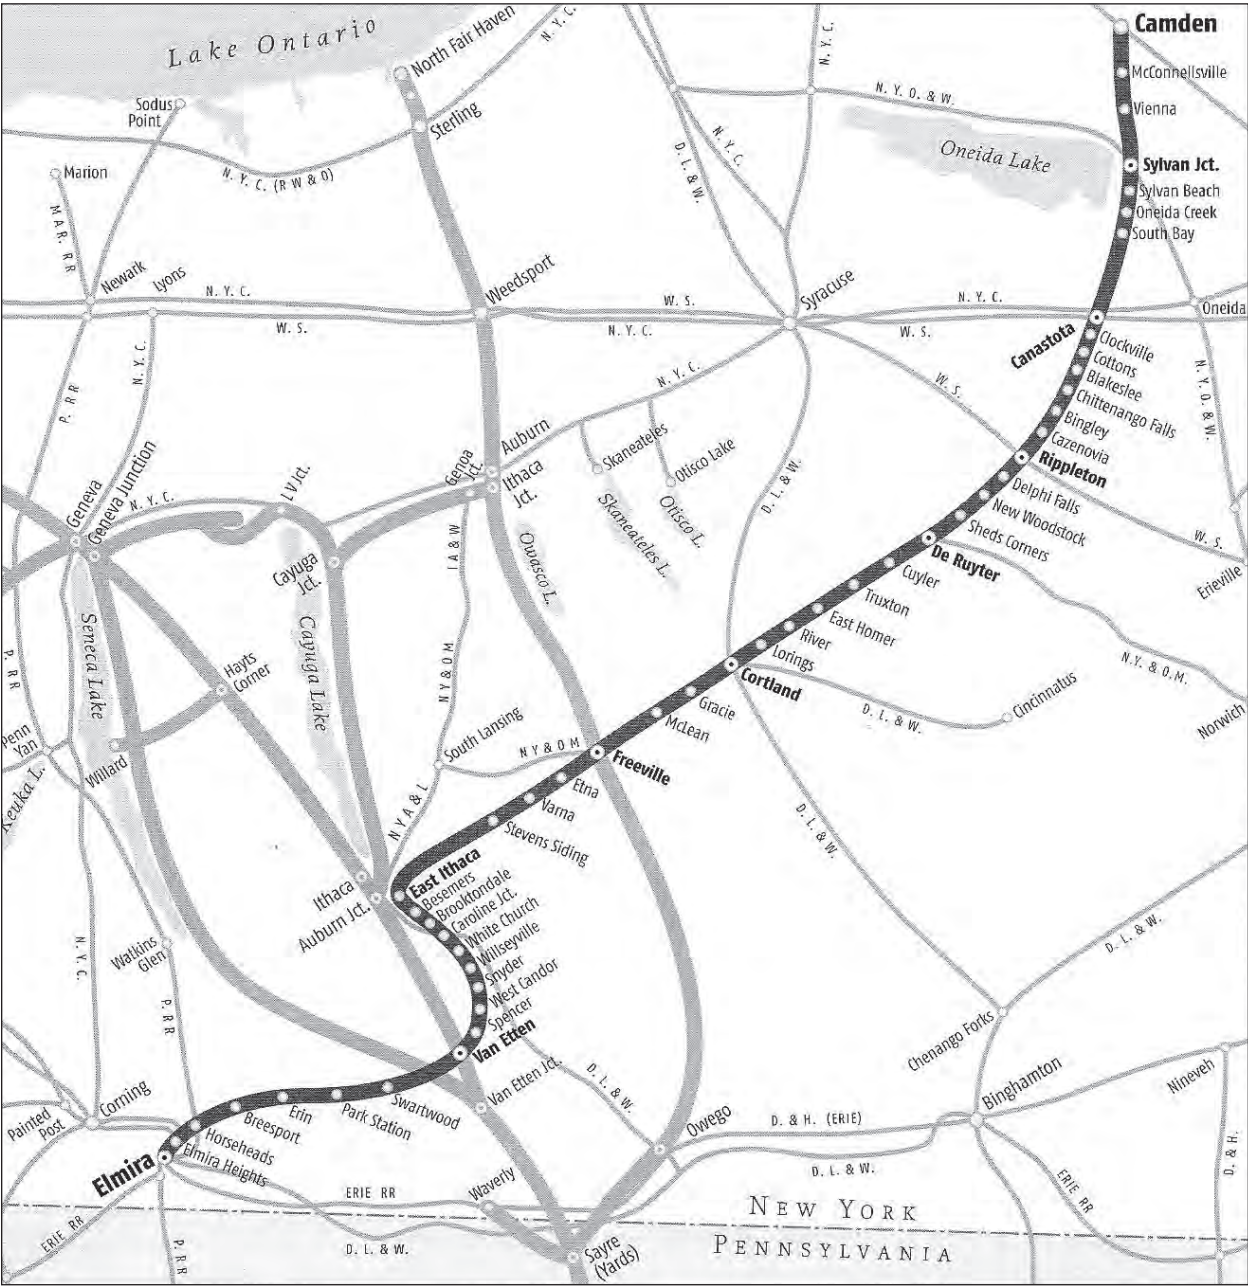 Camden
Lake Ontario
North Fair Haven
N. Y. C.
N. Y. C.
McConnellsville
Sodus
Point
N. Y. O. & W.
Vienna
Sterling
Oneida Lake
N. Y. C.
Sylvan Jct.
Marion
N. Y. C. (R W & O)
D. L. & W.
Sylvan Beach
Oneida Creek
South Bay
MAR. RR
Newark
Lyons
Weedsport
Syracuse
N. Y. C.
W. S.
N. Y. C.
Oneida
W. S.
N. Y. C.
W. S.
Canastota
Clockville
Cottons
Blakeslee
Chittenango Falls
Bingley
Cazenovia
Rippleton
N. Y. C.
P. RR
N. Y. C.
W. S.
N. Y. O. & W.
Auburn
Skaneateles
Otisco Lake
Genoa
Jct.
Ithaca
Jct.
L V Jct.
Geneva
Geneva Junction
N. Y. C.
D. L. & W.
Skaneateles L.
Otisco L.
Delphi Falls
New Woodstock
Sheds Corners
De Ruyter
W. S.
Erieville
I A & W
Owasco L.
Cayuga
Jct.
Cuyler
Truxton
East Homer
River
Lorings
Cortland
Seneca Lake
Cayuga Lake
Hayts
Corner
P. RR
N Y & O M
N.Y. & O.M.
Gracie
McLean
Cincinnatus
D. L. & W.
Norwich
Penn
Yan
Willard
South Lansing
N Y & O M
Freeville
Keuka L.
Etna
Varna
Stevens Siding
N Y A & L
D. L. & W.
East Ithaca
Besemers
Brooktondale
Caroline Jct.
White Church
Willseyville
Snyder
West Candor
Spencer
Van Etten
Ithaca
Auburn Jct.
Watkins
Glen
N. Y. C.
P. RR
D. L. & W.
Chenango Forks
Van Etten Jct.
D. L. & W.
Binghamton
Nineveh
Corning
Painted
Post
Swartwood
Park Station
Erin
Breesport
Horseheads
Elmira Heights
Elmira
Owego
D. & H. (ERIE)
D. L. & W.
D. & H.
ERIE RR
ERIE RR
Waverly
ERIE RR
P. RR
D. L. & W.
Sayre
(Yards)
NEW YORK
PENNSYLVANIA